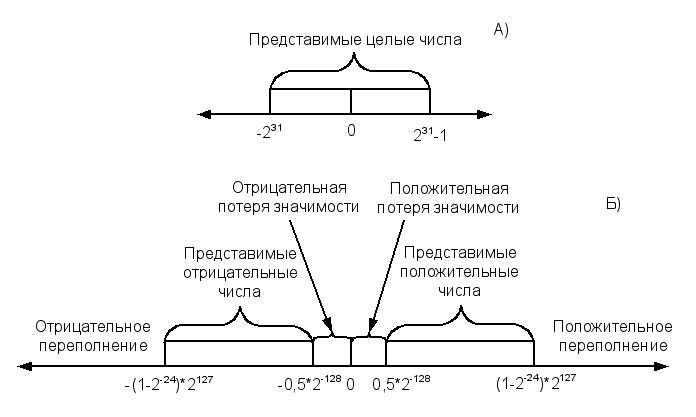 А)
Представимые целые числа
-2³¹
0
2³¹-1
Б)
Отрицательная
потеря значимости
Положительная
потеря значимости
Представимые
отрицательные
числа
Представимые
положительные
числа
Отрицательное
переполнение
Положительное
переполнение
-(1-2⁻²⁴)*2¹²⁷
-0,5*2⁻¹²⁸
0
0,5*2⁻¹²⁸
(1-2⁻²⁴)*2¹²⁷